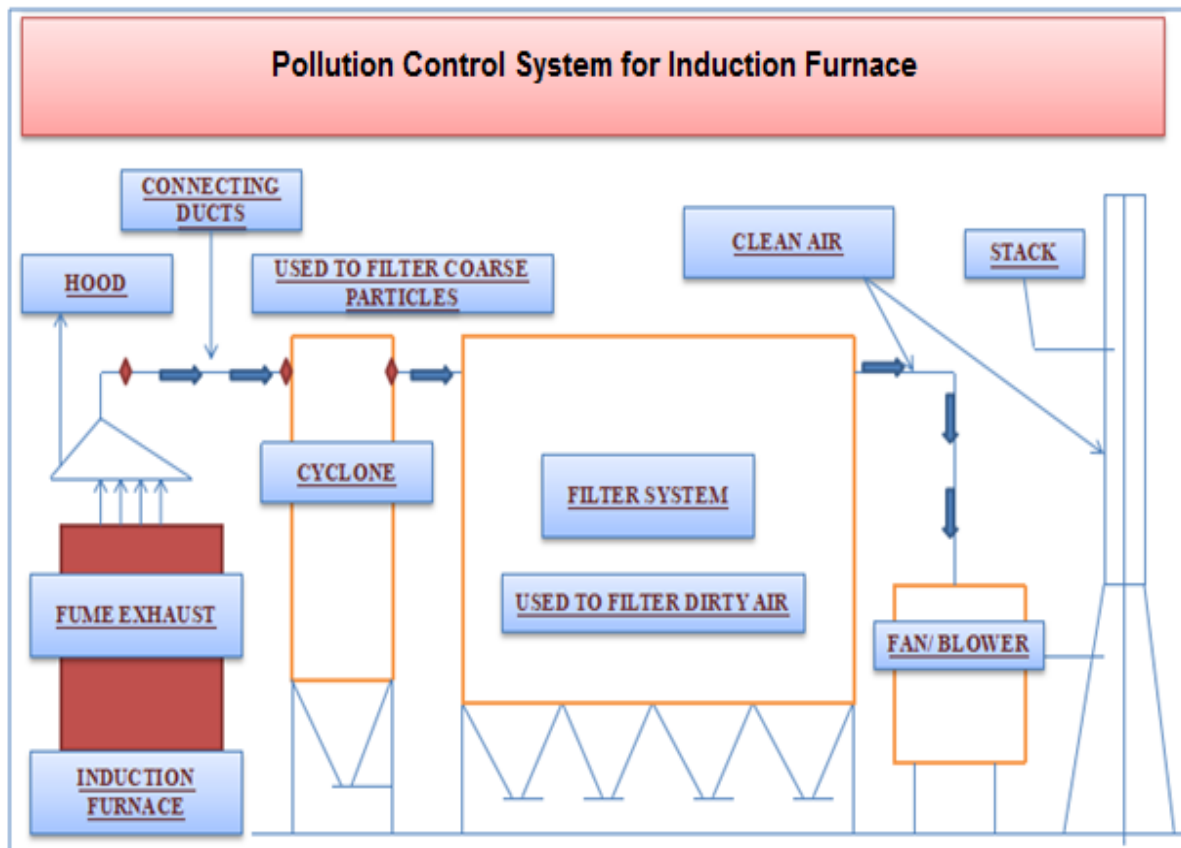 Pollution Control System for Induction Furnace
CONNECTING
DUCTS
HOOD
USED TO FILTER COARSE
PARTICLES
CLEAN AIR
STACK
CYCLONE
FILTER SYSTEM
USED TO FILTER DIRTY AIR
FUME EXHAUST
FAN/ BLOWER
INDUCTION
FURNACE